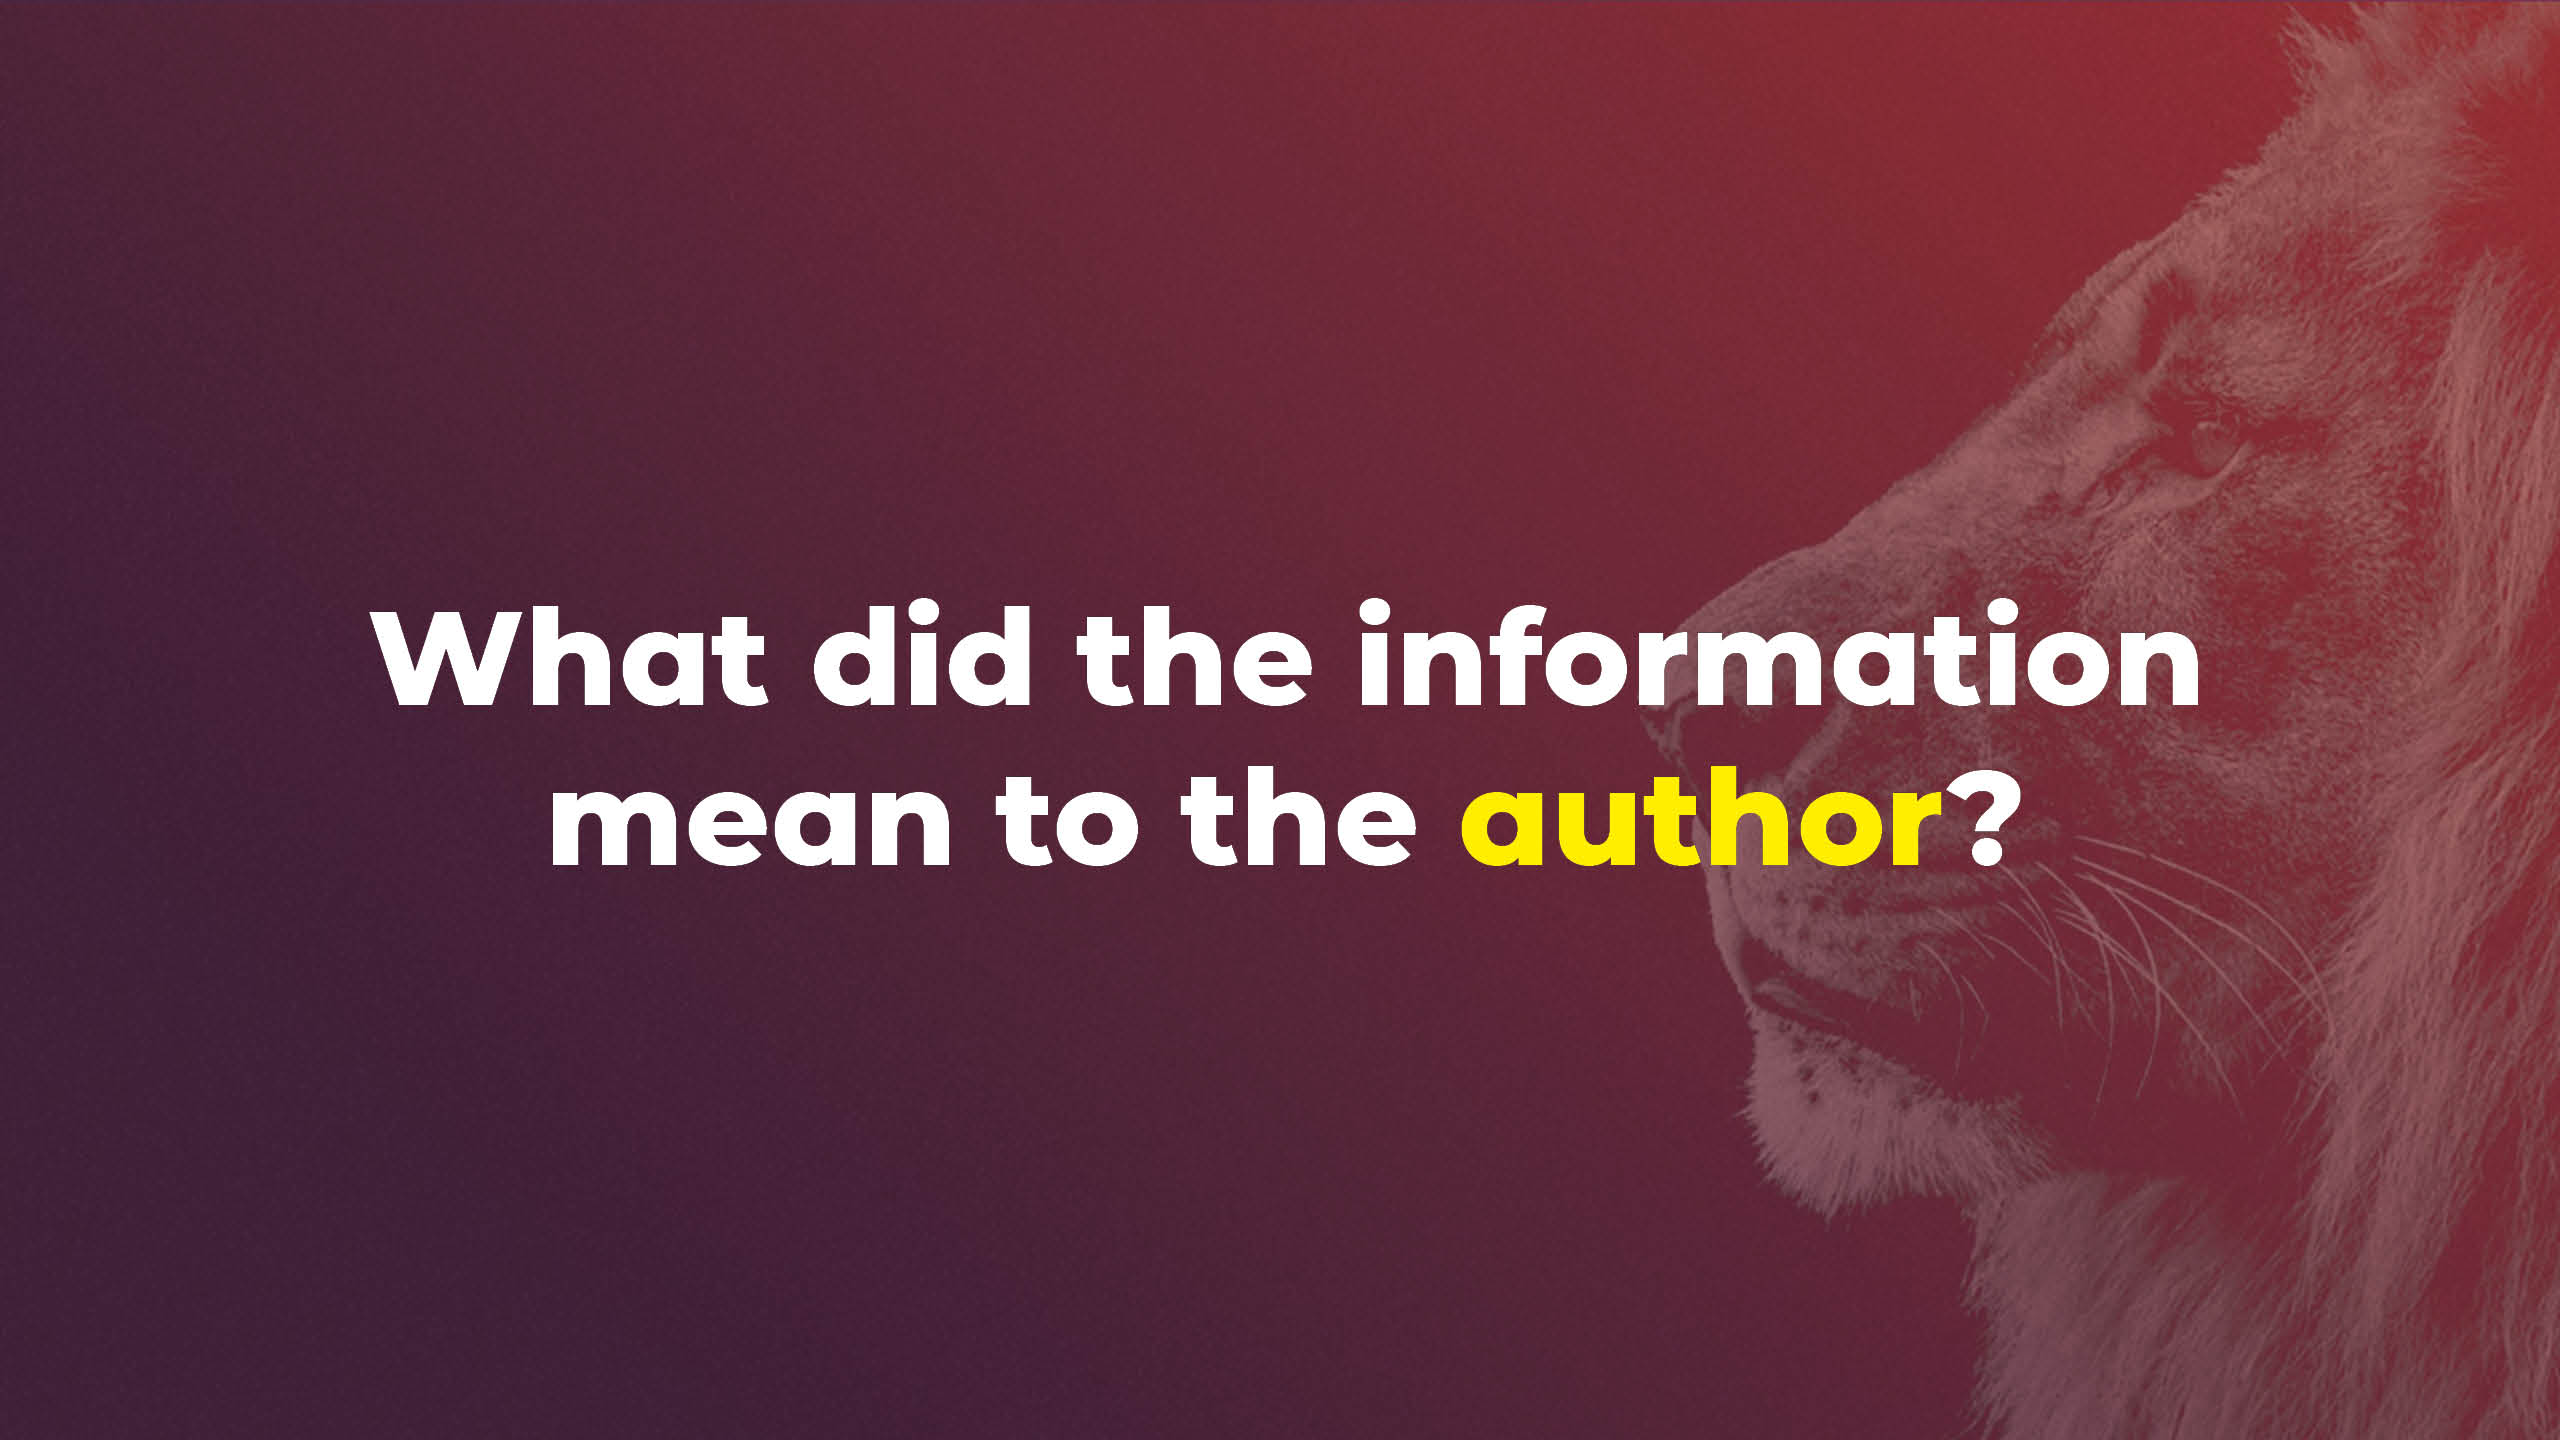 What did the information
mean to the author?